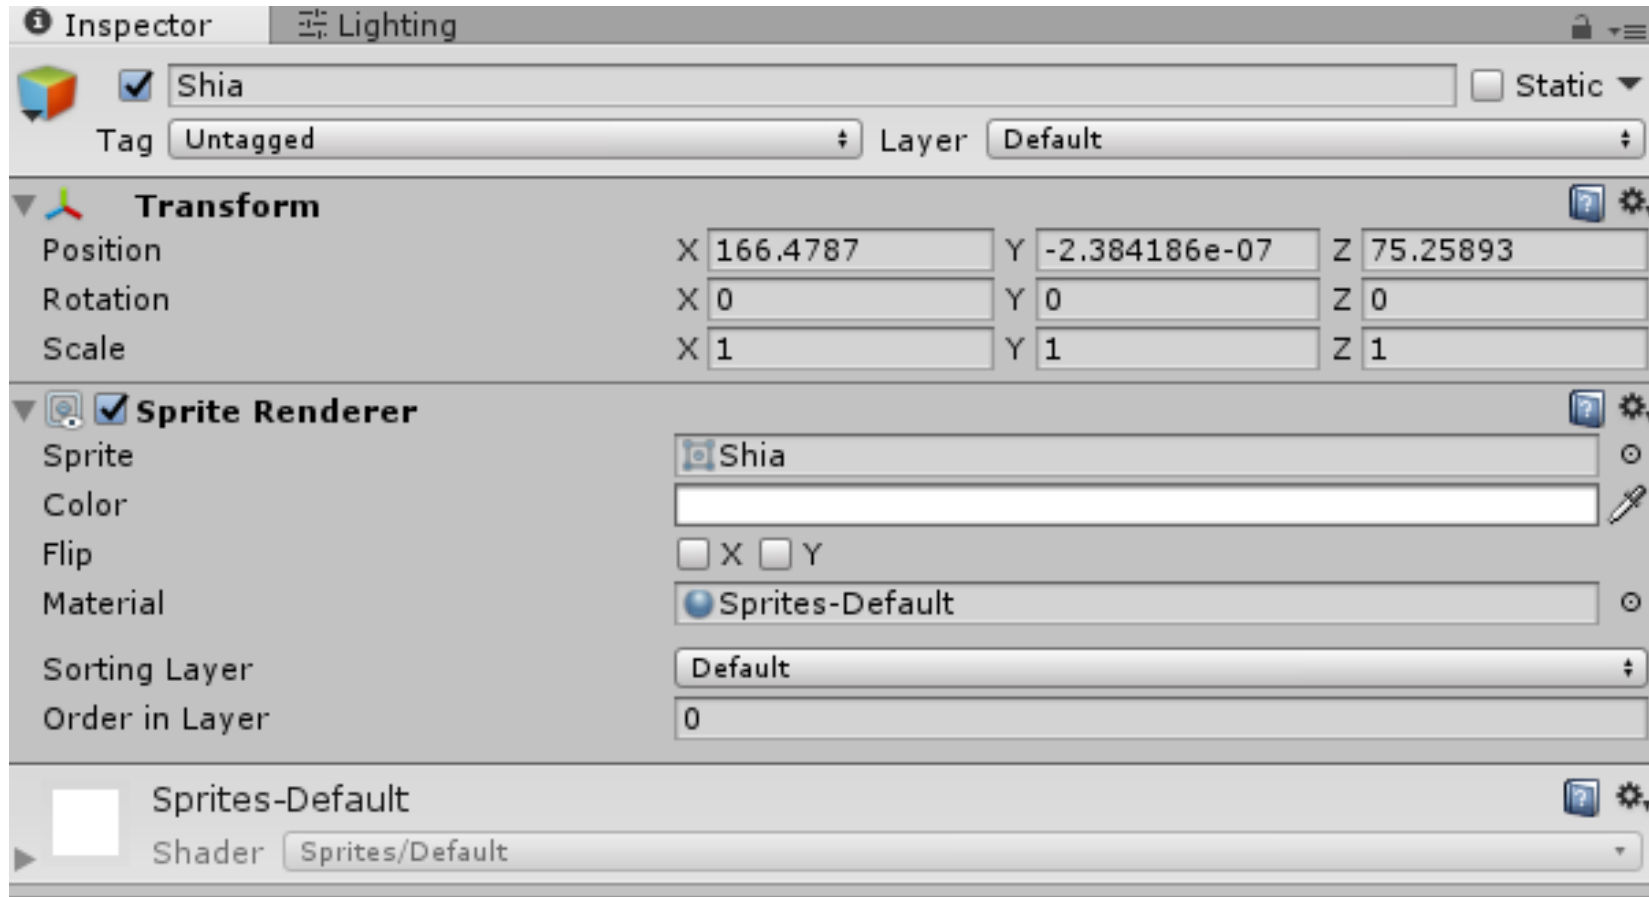 Inspector Lighting
Shia Static
Tag Untagged Layer Default
Transform
Position X 166.4787 Y -2.384186e-07 Z 75.25893
Rotation X 0 Y 0 Z 0
Scale X 1 Y 1 Z 1
Sprite Renderer
Sprite Shia
Color
Flip X Y
Material Sprites-Default
Sorting Layer Default
Order in Layer 0
Sprites-Default
Shader Sprites/Default